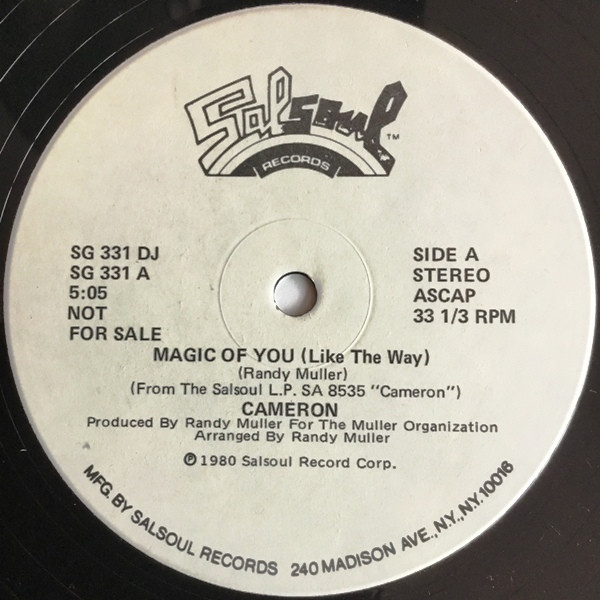 Salsoul TM
RECORDS
SG 331 DJ
SG 331 A
5:05
NOT
FOR SALE
SIDE A
STEREO
ASCAP
33 1/3 RPM
MAGIC OF YOU (Like The Way)
(Randy Muller)
(From The Salsoul L.P. SA 8535 "Cameron")
CAMERON
Produced By Randy Muller For The Muller Organization
Arranged By Randy Muller
℗ 1980 Salsoul Record Corp.
MFG. BY SALSOUL RECORDS 240 MADISON AVE., N.Y., N.Y. 10016